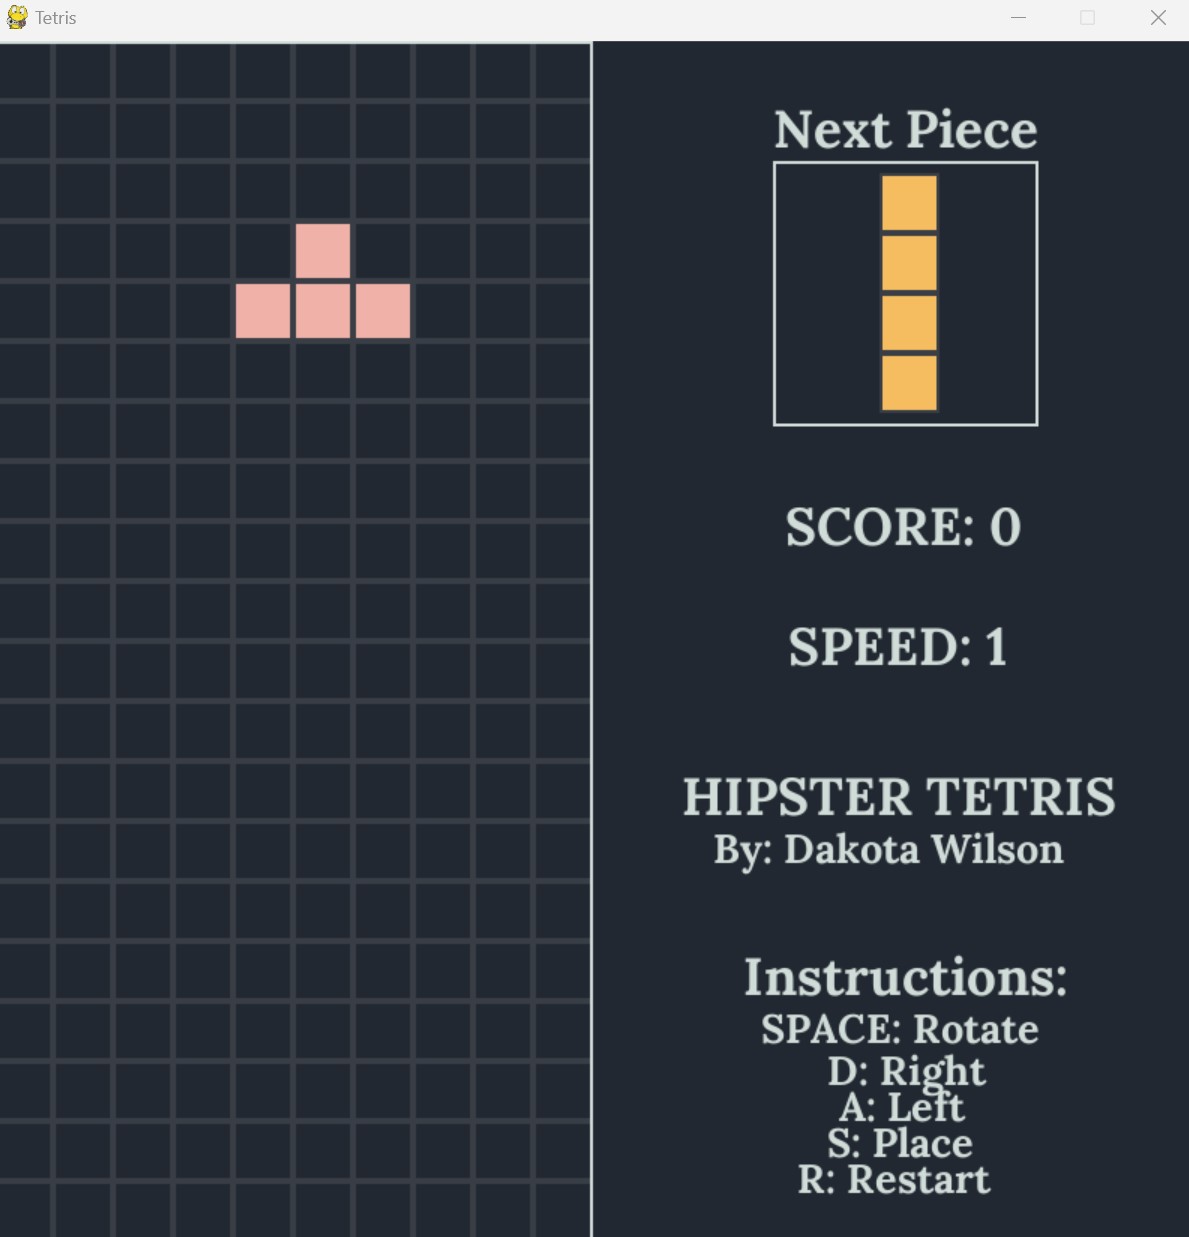 Tetris
Next Piece
SCORE: 0
SPEED: 1
HIPSTER TETRIS
By: Dakota Wilson
Instructions:
SPACE: Rotate
D: Right
A: Left
S: Place
R: Restart